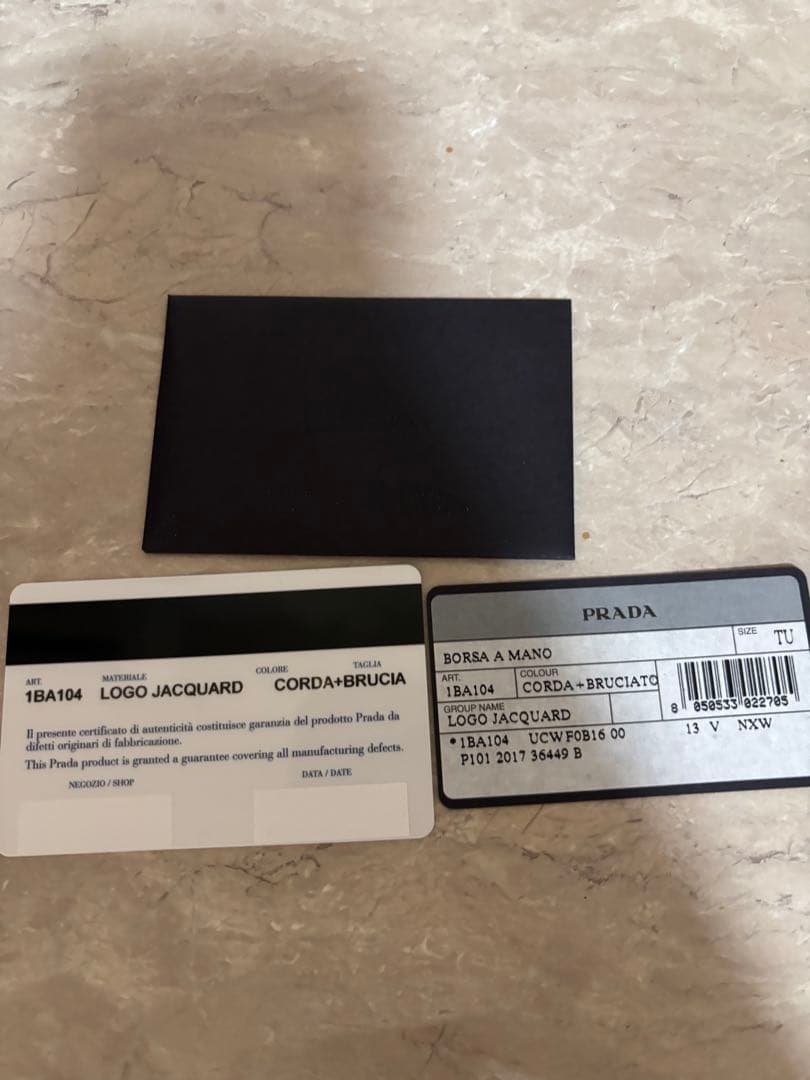 ART. MATERIALE COLORE TAGLIA
1BA104 LOGO JACQUARD CORDA+BRUCIA
Il presente certificato di autenticità costituisce garanzia del prodotto Prada da
difetti originari di fabbricazione.
This Prada product is granted a guarantee covering all manufacturing defects.
NEGOZIO / SHOP DATA / DATE
PRADA
BORSA A MANO SIZE TU
ART. COLOUR
1BA104 CORDA+BRUCIATO
GROUP NAME
LOGO JACQUARD
8 050533 022705
*1BA104 UCWF0B16 00 13 V NXW
P101 2017 36449 B